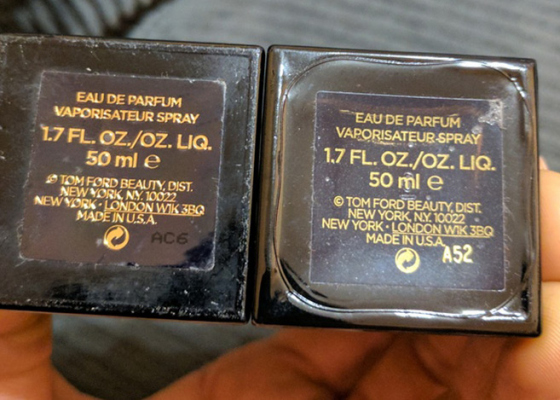 EAU DE PARFUM
VAPORISATEUR SPRAY
1.7 FL. OZ./OZ. LIQ.
50 ml e
© TOM FORD BEAUTY, DIST.
NEW YORK, N.Y. 10022
NEW YORK · LONDON W1K 3BQ
MADE IN U.S.A.
AC6
EAU DE PARFUM
VAPORISATEUR SPRAY
1.7 FL. OZ./OZ. LIQ.
50 ml e
© TOM FORD BEAUTY, DIST.
NEW YORK, N.Y. 10022
NEW YORK · LONDON W1K 3BQ
MADE IN U.S.A.
A52